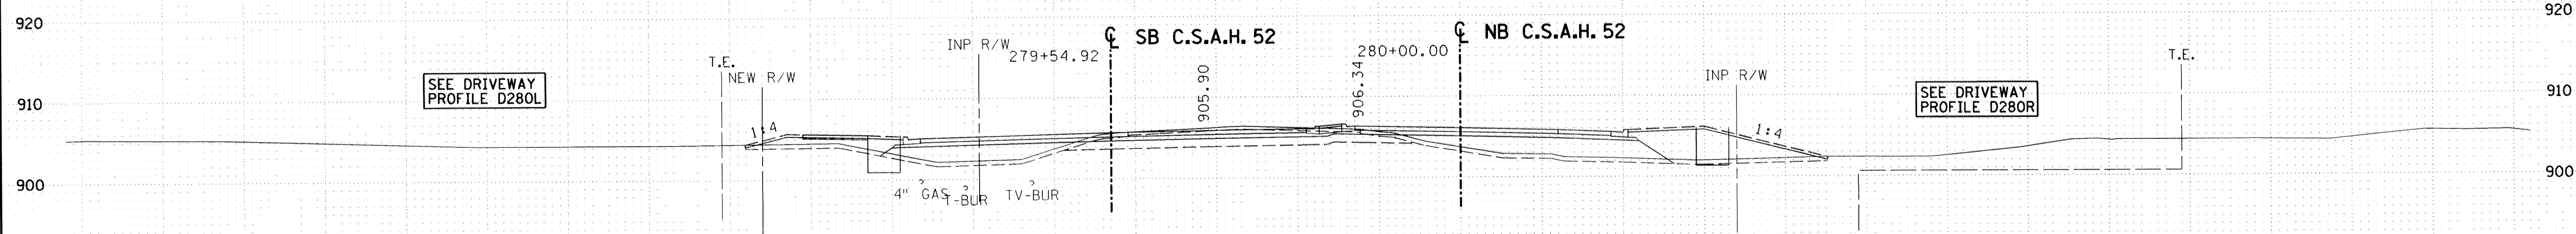 920
920
INP R/W
279+54.92
℄ SB C.S.A.H. 52
280+00.00
℄ NB C.S.A.H. 52
T.E.
NEW R/W
905.90
906.34
INP R/W
T.E.
SEE DRIVEWAY
PROFILE D280L
SEE DRIVEWAY
PROFILE D280R
910
910
1:4
1:4
900
900
4" GAS
T-BUR
TV-BUR